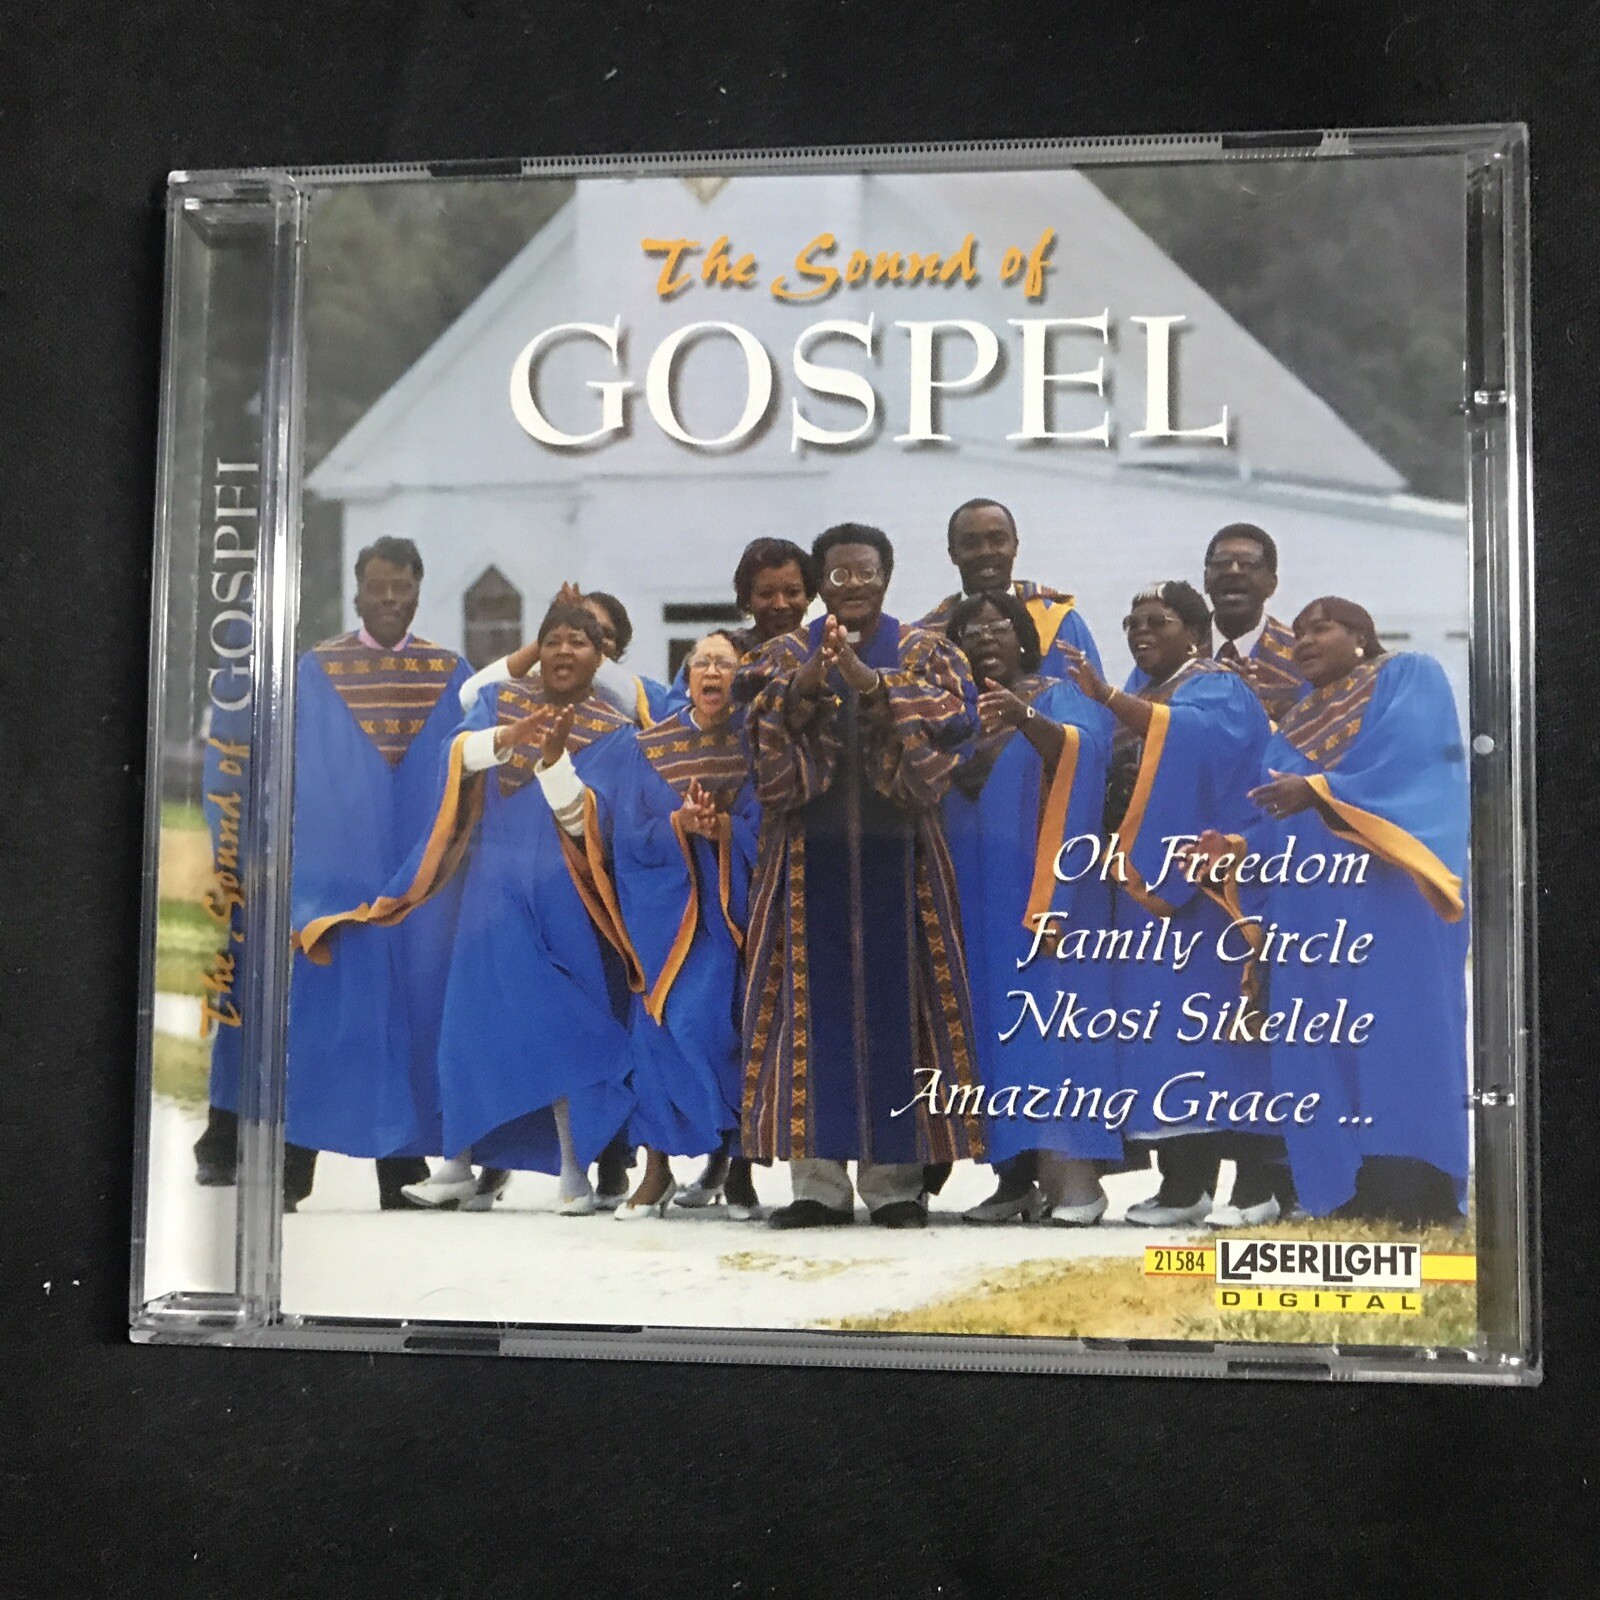 The Sound of
GOSPEL
The Sound of GOSPEL
Oh Freedom
Family Circle
Nkosi Sikelele
Amazing Grace ...
21584 LASERLIGHT
DIGITAL